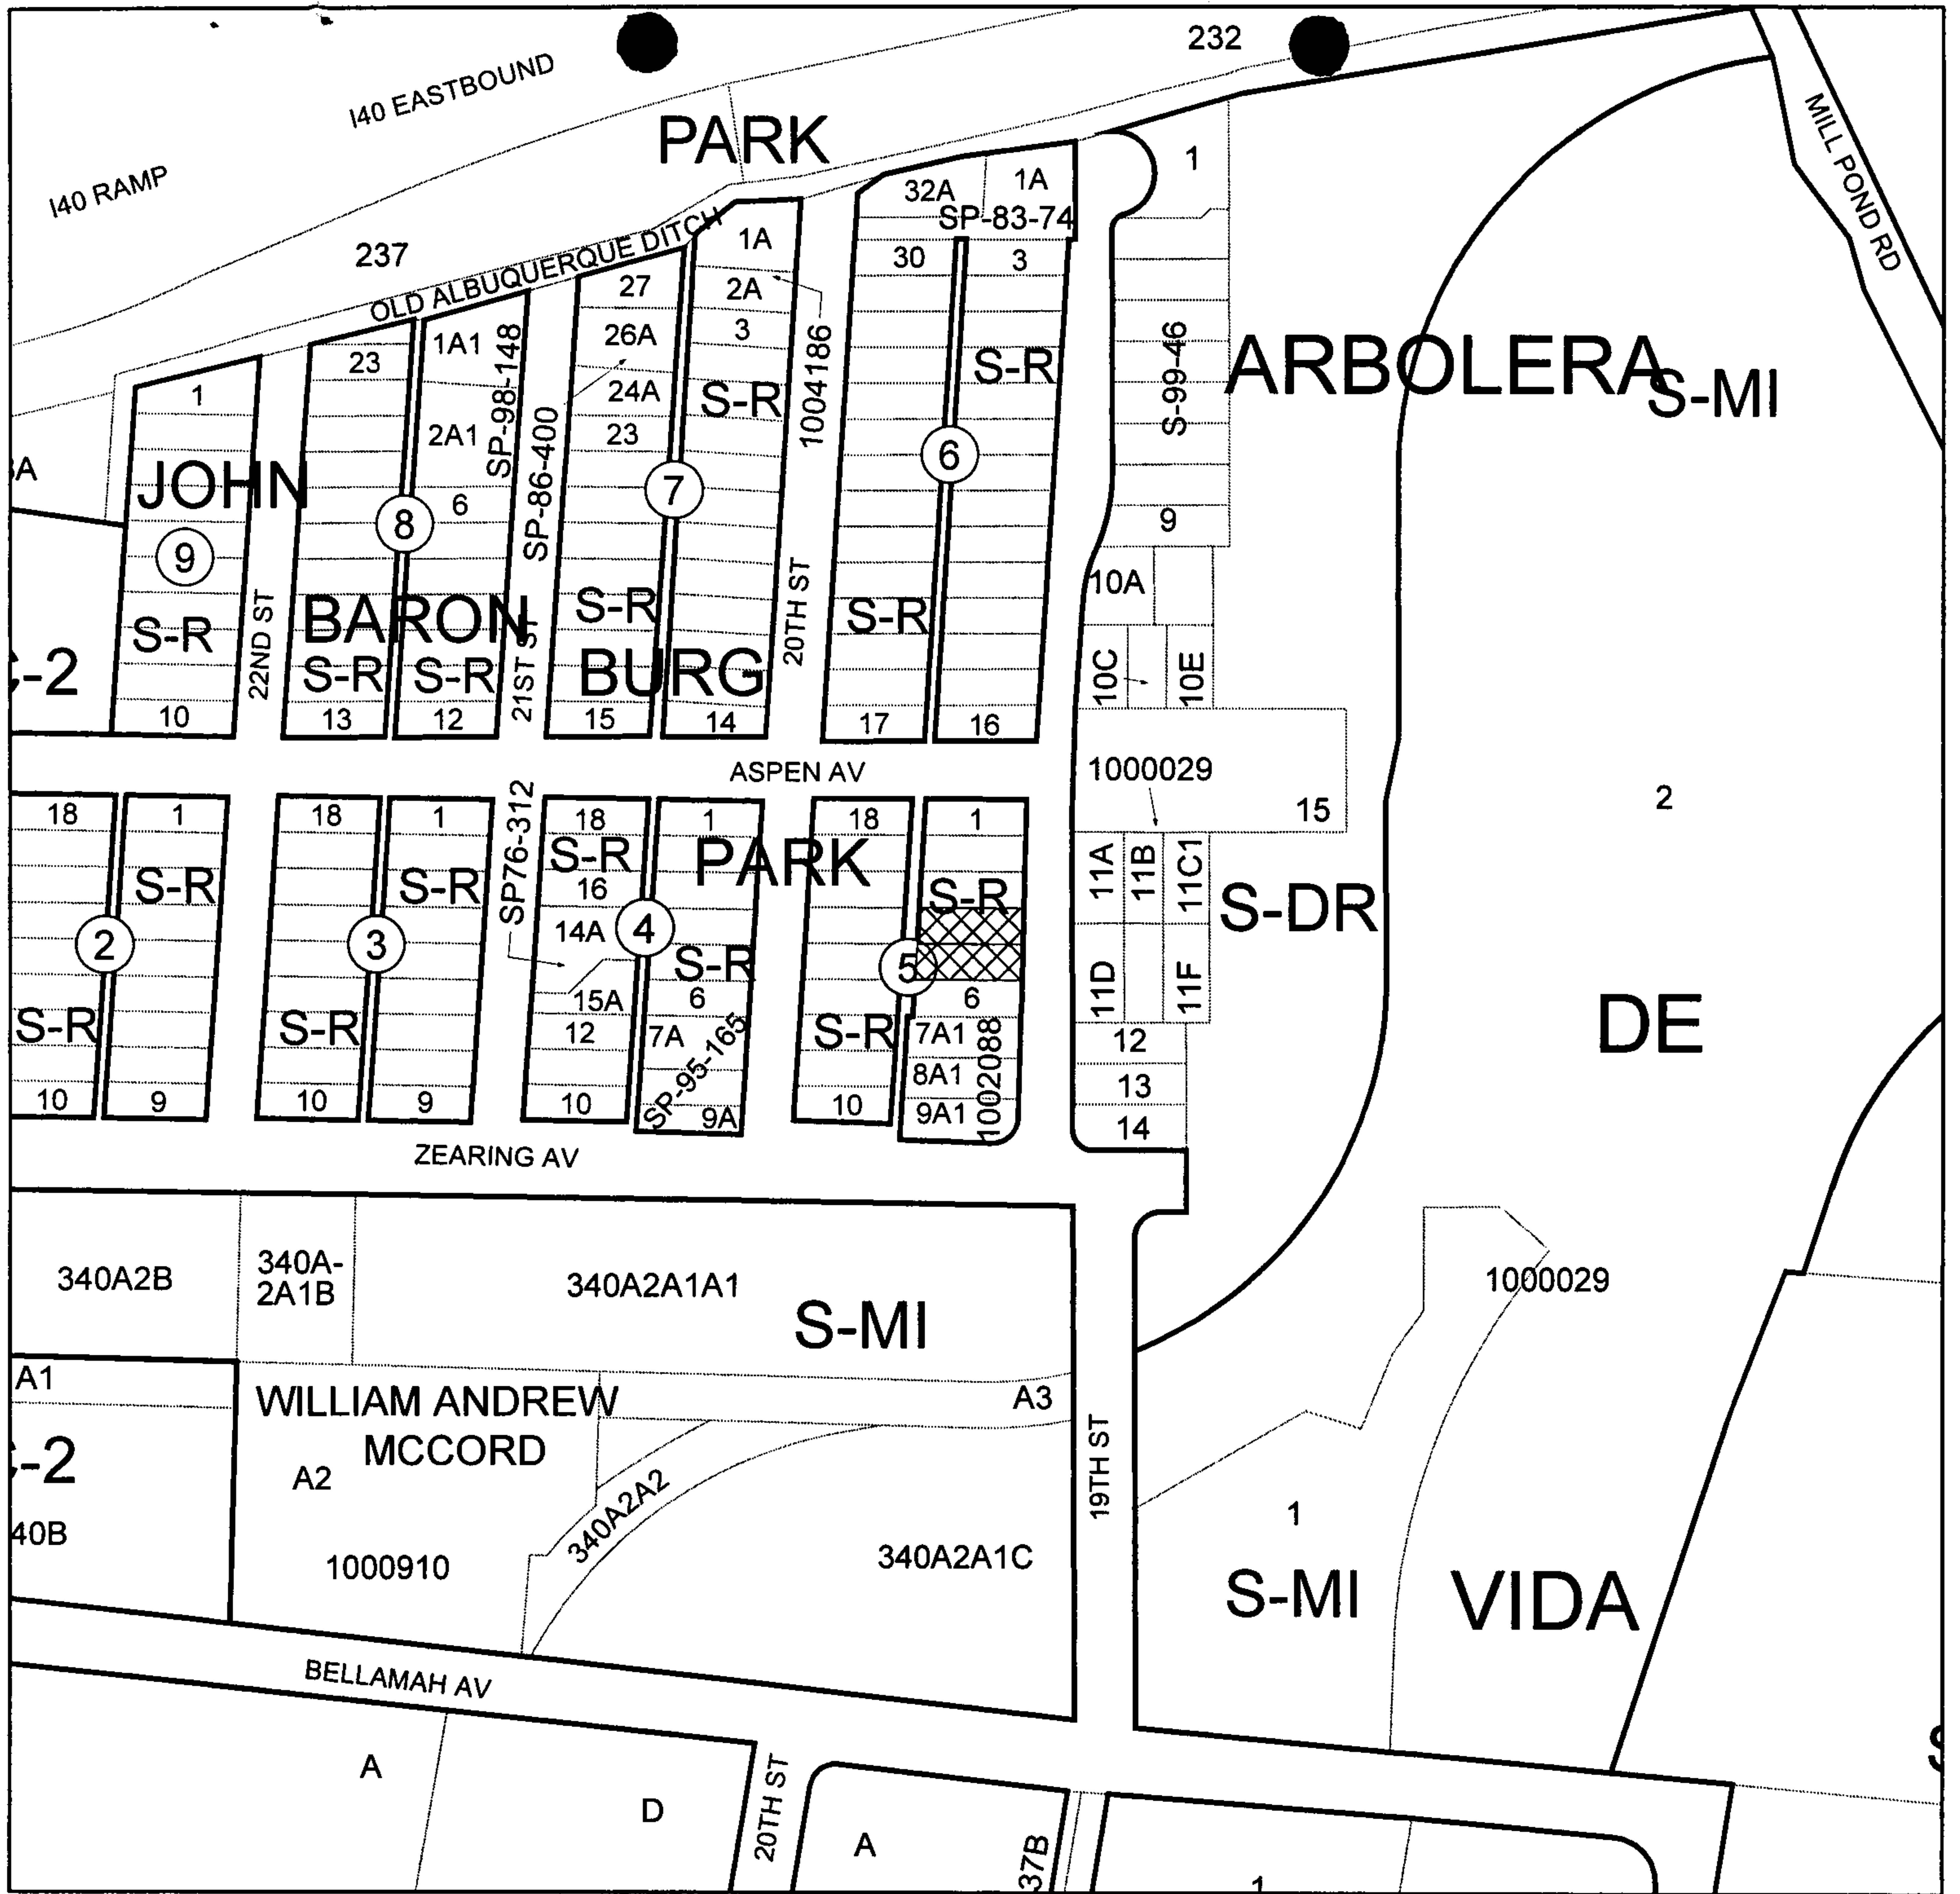 232
I40 EASTBOUND
PARK
MILL POND RD
I40 RAMP
1
32A
1A
SP-83-74
237
OLD ALBUQUERQUE DITCH
1A
30
3
27
2A
26A
3
1A1
SP-98-148
23
1004186
S-R
S-99-46
ARBOLERA
S-MI
1
24A
S-R
2A1
SP-86-400
23
6
JOHN
7
6
8
9
9
10A
S-R
22ND ST
BARON
S-R
20TH ST
S-R
S-R
S-R
21ST ST
BURG
10C
10E
-2
10
13
12
15
14
17
16
ASPEN AV
1000029
15
2
18
1
18
1
SP76-312
18
1
18
1
S-R
PARK
11A
11B
11C1
S-R
S-R
16
S-R
S-DR
2
3
14A
4
S-R
5
11D
11F
15A
6
6
S-R
S-R
12
7A
SP-95-165
S-R
7A1
1002088
12
DE
8A1
13
10
9
10
9
10
9A
10
9A1
14
ZEARING AV
340A2B
340A-
2A1B
340A2A1A1
S-MI
1000029
A1
WILLIAM ANDREW
MCCORD
A3
19TH ST
-2
A2
340A2A2
1
40B
1000910
340A2A1C
S-MI
VIDA
BELLAMAH AV
A
D
20TH ST
A
37B
1